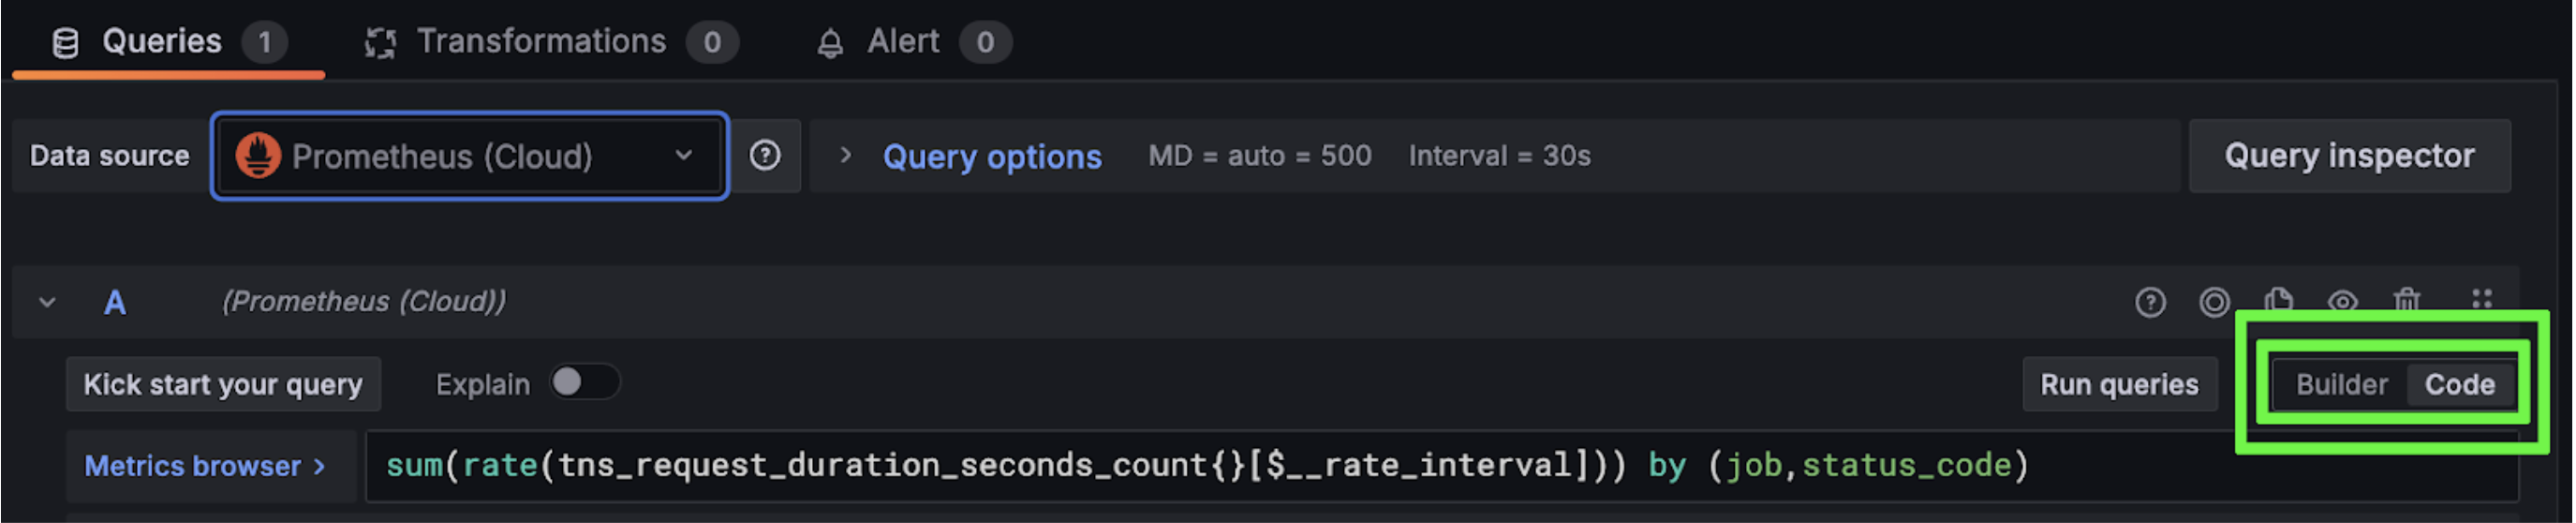 Queries 1 Transformations 0 Alert 0
Data source Prometheus (Cloud) Query options MD = auto = 500 Interval = 30s Query inspector
A (Prometheus (Cloud))
Kick start your query Explain Run queries Builder Code
Metrics browser > sum(rate(tns_request_duration_seconds_count{}[$__rate_interval])) by (job,status_code)